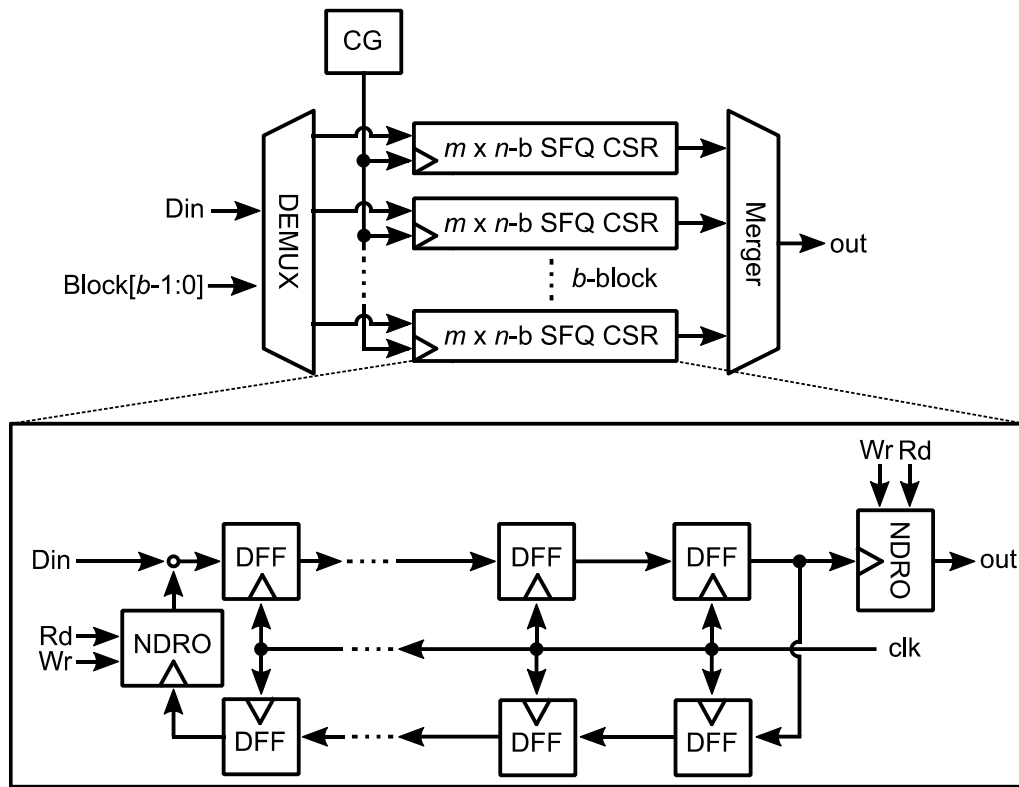 CG
m x n-b SFQ CSR
Din
DEMUX
m x n-b SFQ CSR
Merger
out
Block[b-1:0]
b-block
m x n-b SFQ CSR
Wr Rd
Din
DFF
DFF
DFF
NDRO
out
Rd
Wr
NDRO
clk
DFF
DFF
DFF